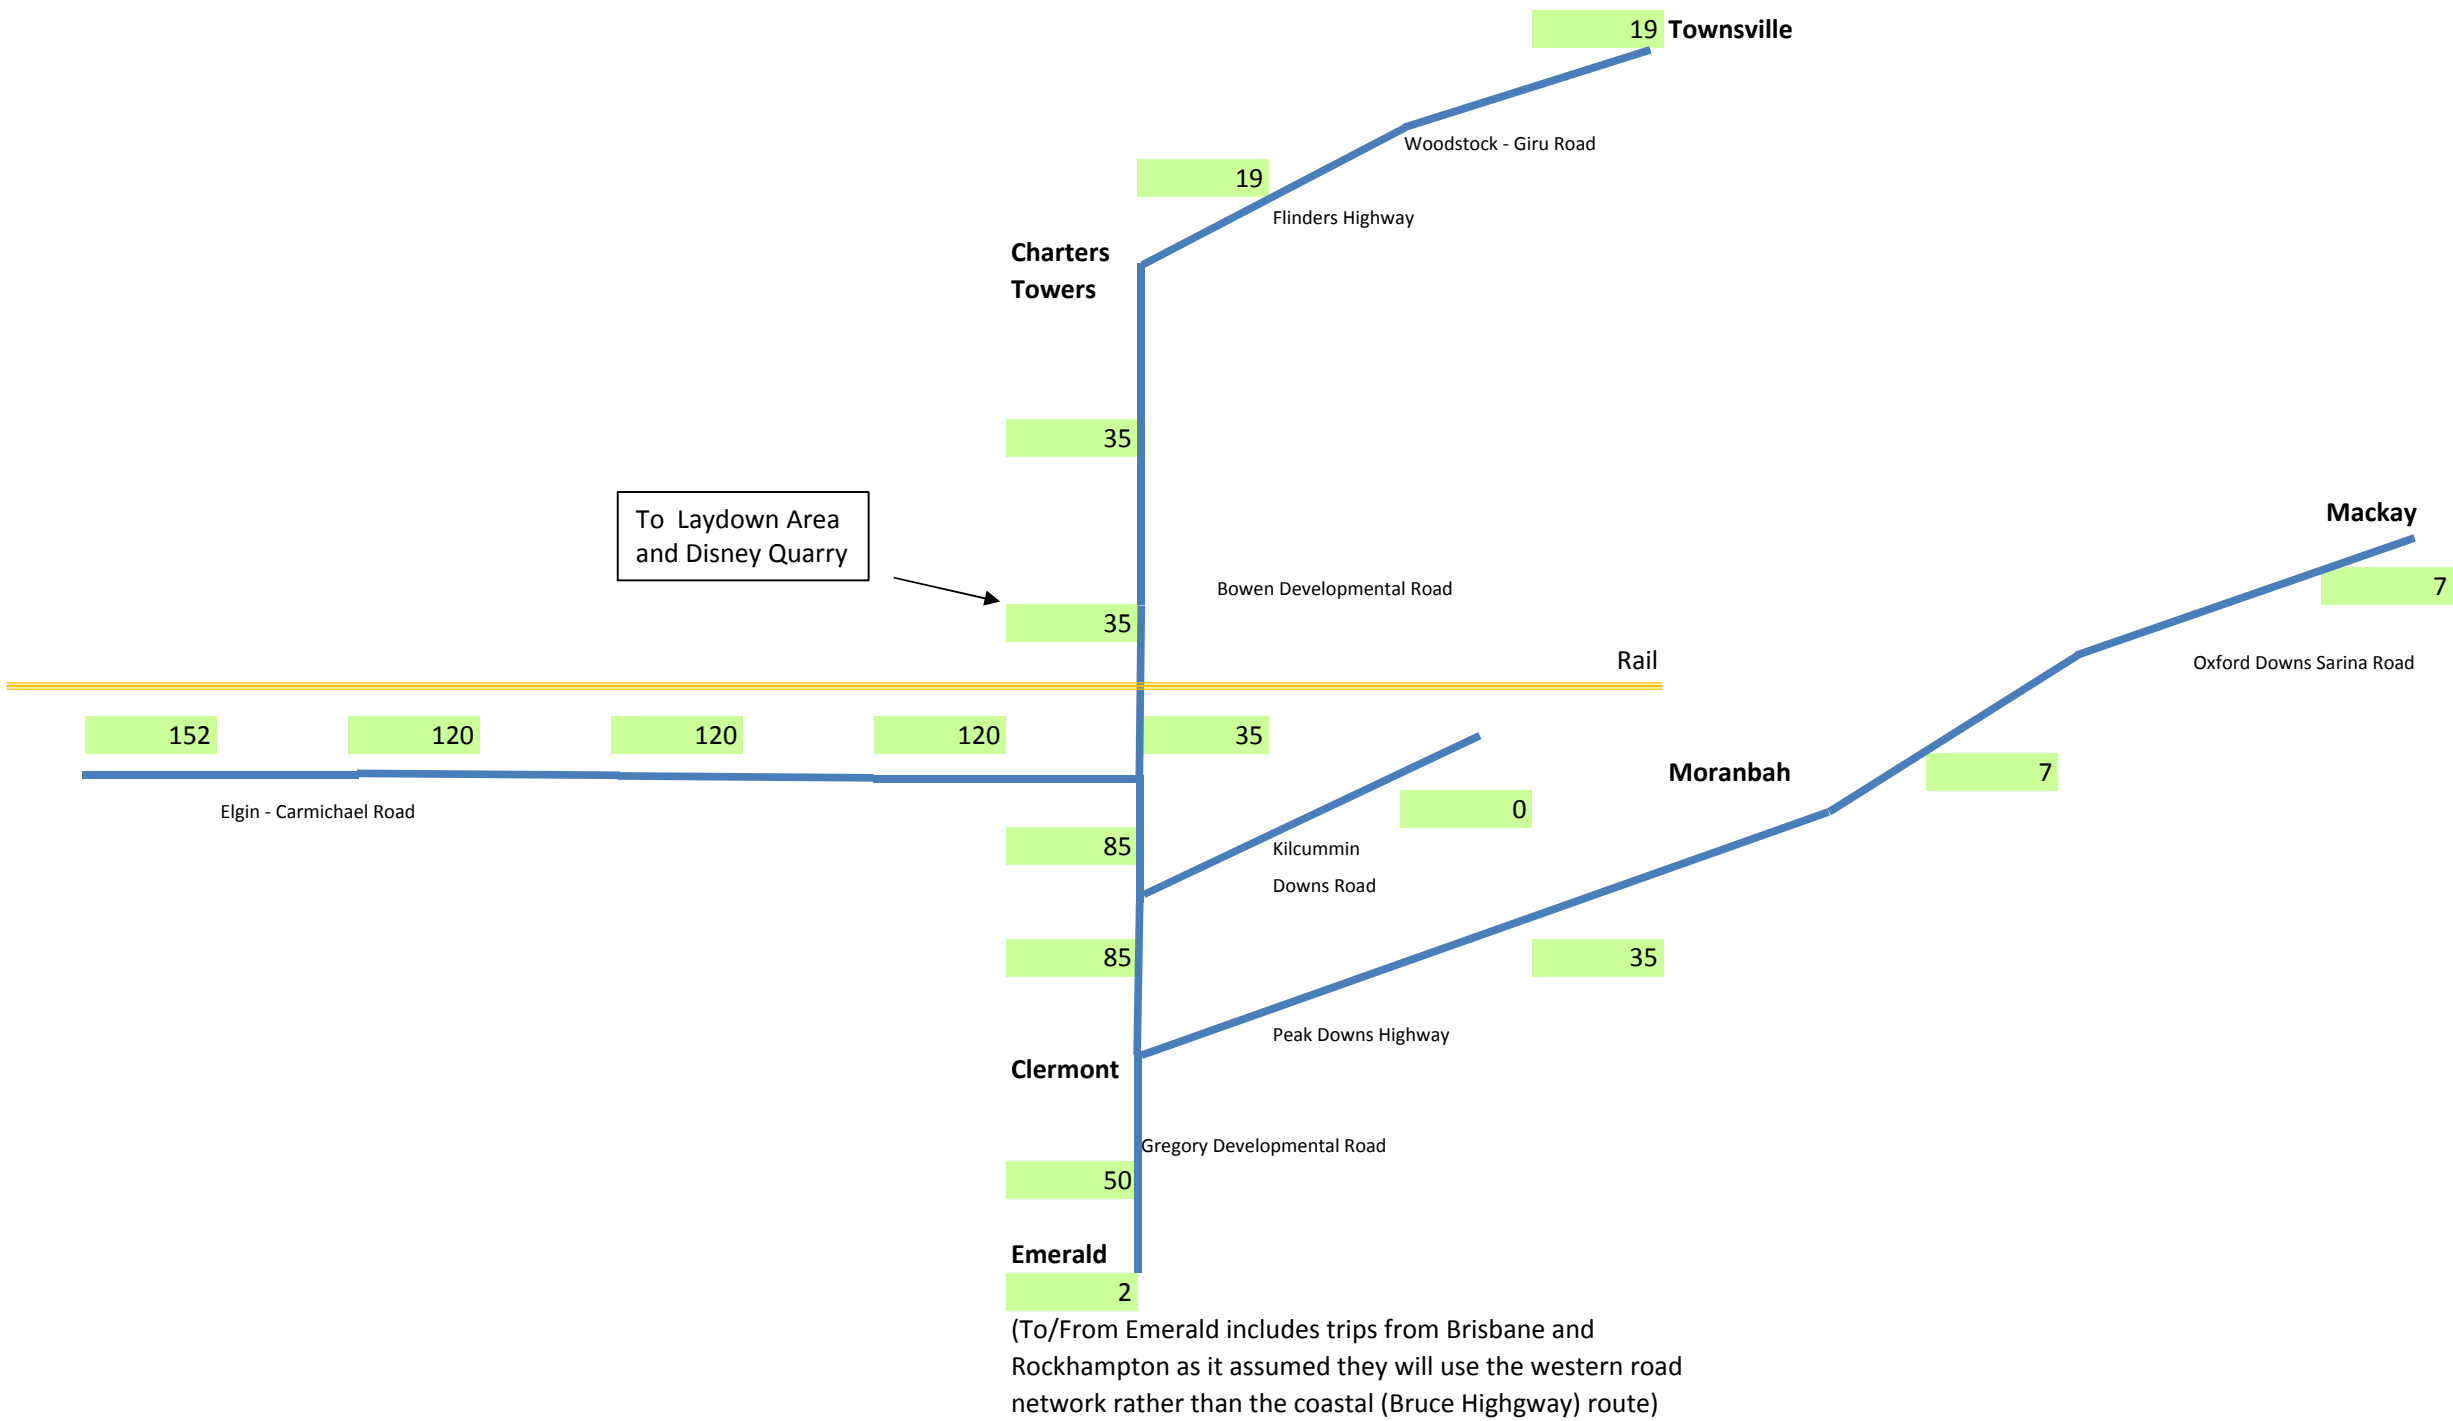 19 Townsville
Woodstock - Giru Road
19
Flinders Highway
Charters
Towers
35
To  Laydown Area
and Disney Quarry
Mackay
Bowen Developmental Road
7
35
Rail
Oxford Downs Sarina Road
152 120 120 120 35
Moranbah
7
Elgin - Carmichael Road
0
85
Kilcummin
Downs Road
85
35
Peak Downs Highway
Clermont
Gregory Developmental Road
50
Emerald
2
(To/From Emerald includes trips from Brisbane and
Rockhampton as it assumed they will use the western road
network rather than the coastal (Bruce Highgway) route)